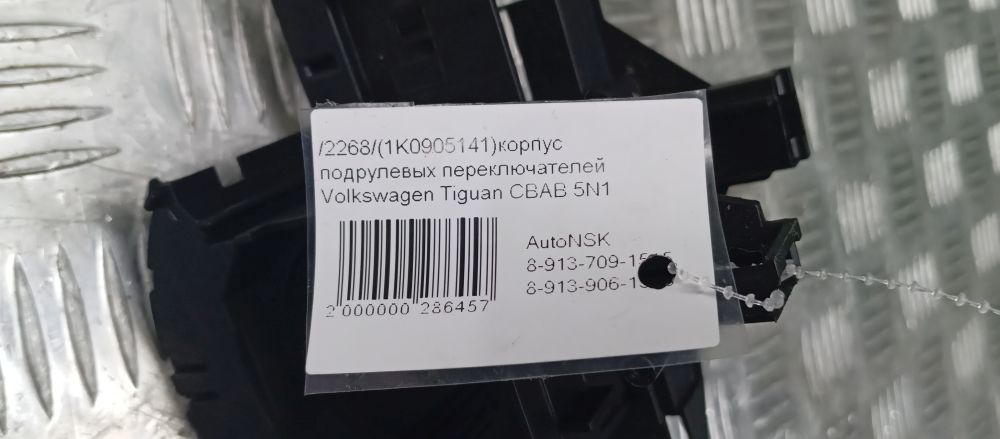 /2268/(1K0905141)корпус
подрулевых переключателей
Volkswagen Tiguan CBAB 5N1
AutoNSK
2 000000 286457